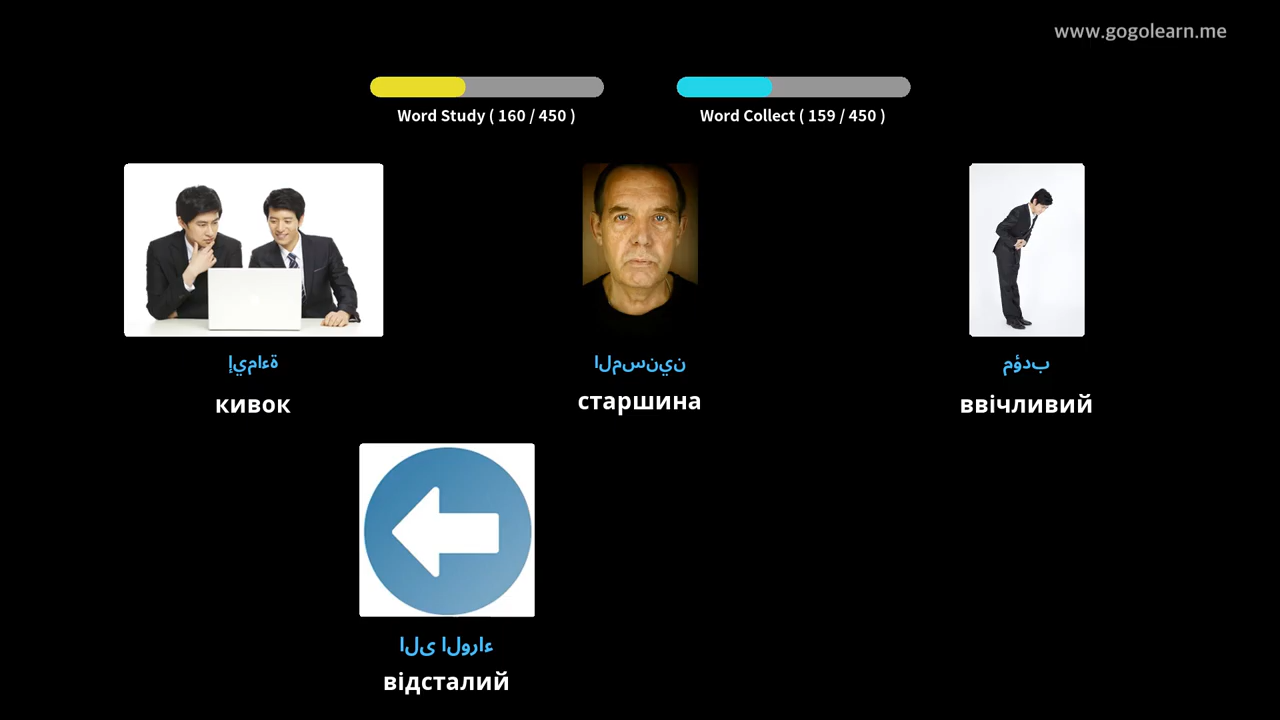 www.gogolearn.me
Word Study ( 160 / 450 )
Word Collect ( 159 / 450 )
إيماءة
المسنين
مؤدب
кивок
старшина
ввічливий
الى الوراء
відсталий